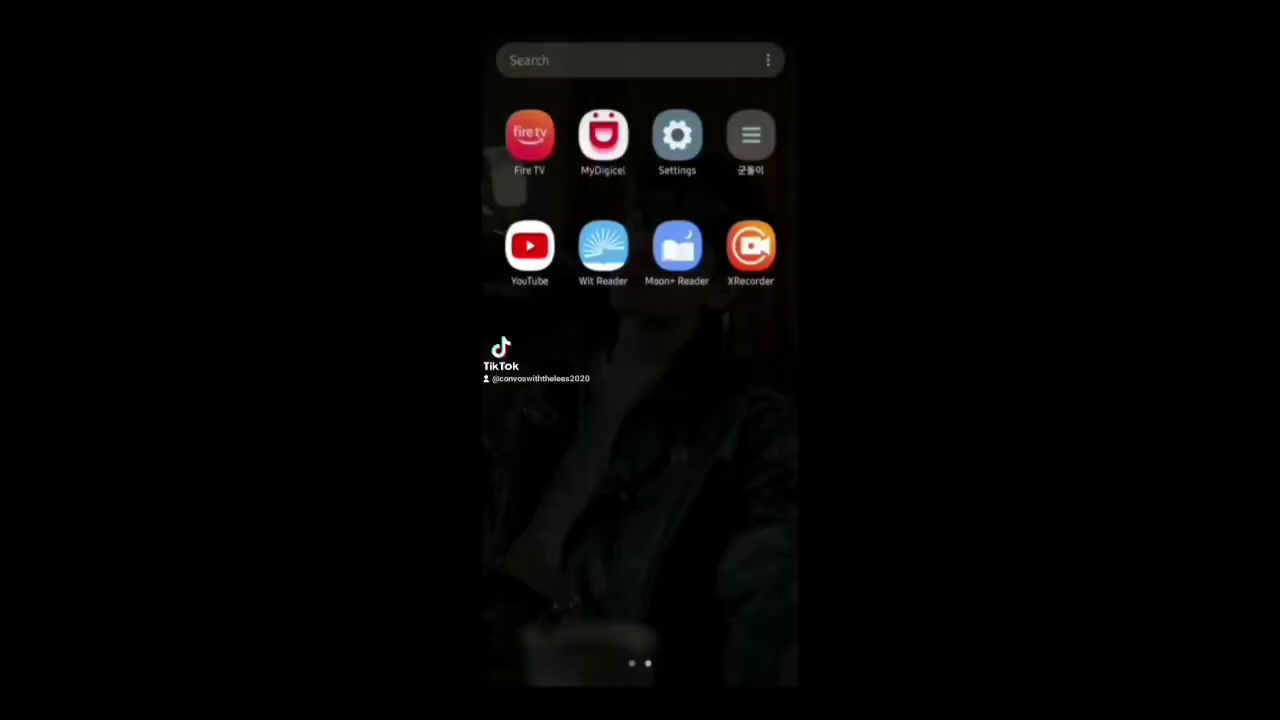 Search
fire tv
Fire TV
MyDigicel
Settings
군돌이
YouTube
Wit Reader
Moon+ Reader
XRecorder
TikTok
@convoswiththelees2020